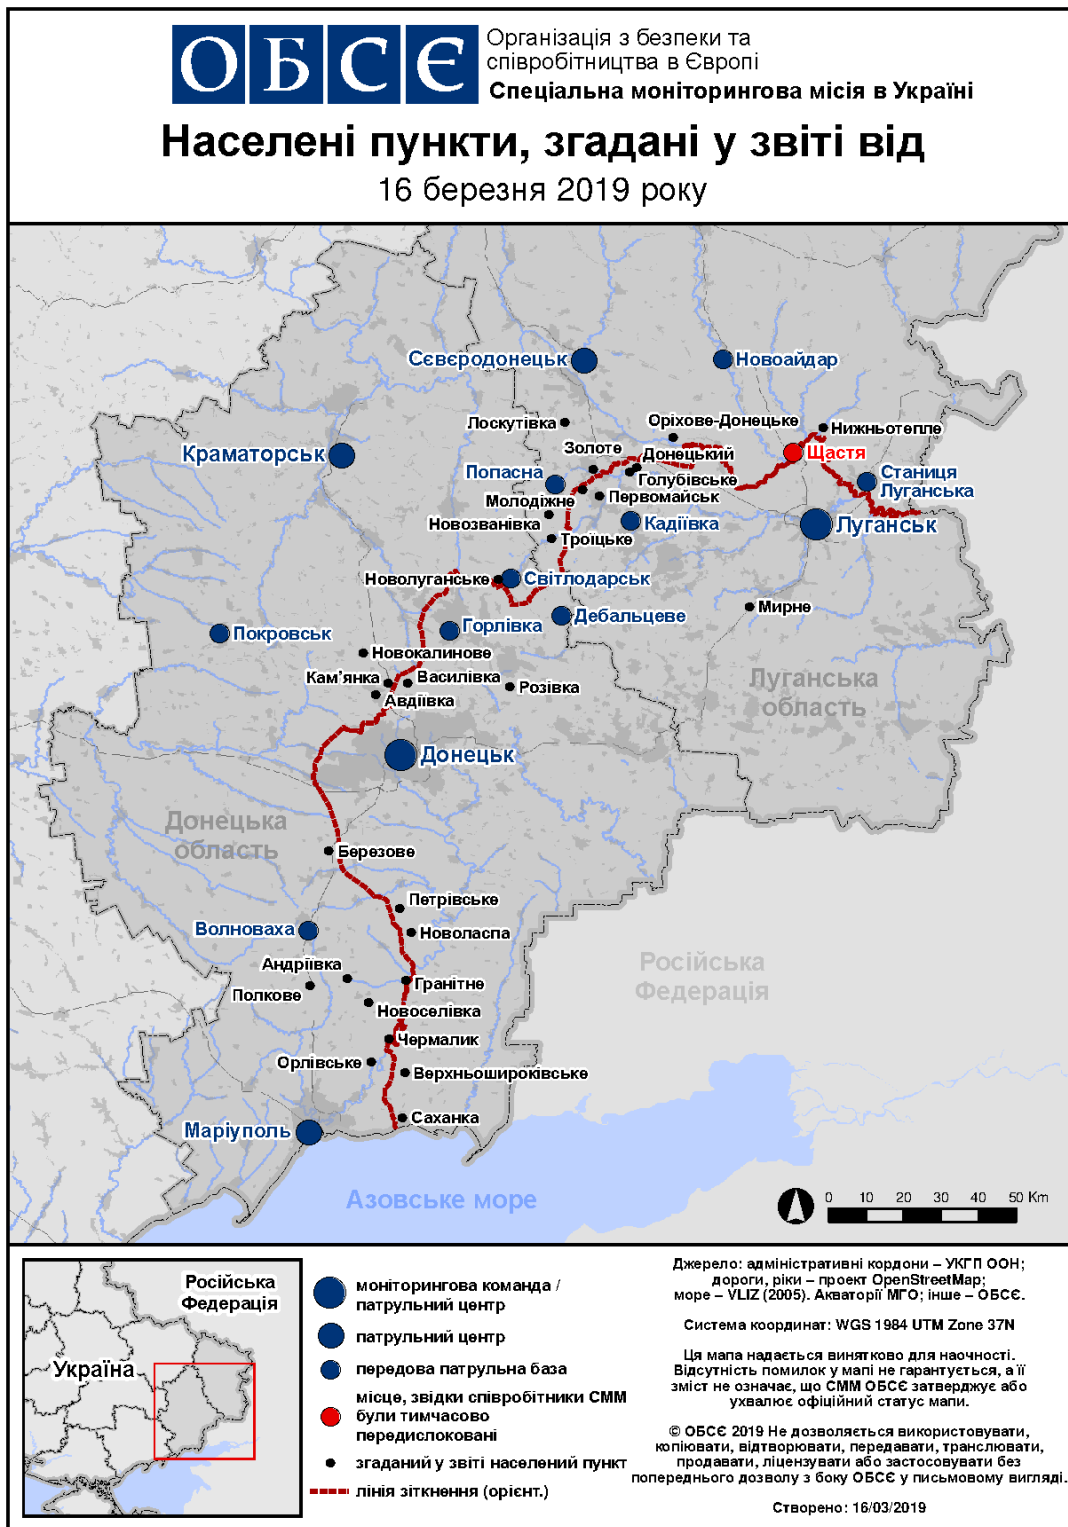 ОБСЄ
Організація з безпеки та
співробітництва в Європі
Спеціальна моніторингова місія в Україні
Населені пункти, згадані у звіті від
16 березня 2019 року
Сєвєродонецьк
Новоайдар
Лоскутівка
Оріхове-Донецьке
Нижньотепле
Краматорськ
Золоте
Донецький
Щастя
Попасна
Голубівське
Станиця
Луганська
Молодіжне
Первомайськ
Новозванівка
Кадіївка
Луганськ
Троїцьке
Новолуганське
Світлодарськ
Мирне
Дебальцеве
Покровськ
Горлівка
Новокалинове
Кам'янка
Василівка
Розівка
Авдіївка
Луганська
область
Донецьк
Донецька
область
Березове
Петрівське
Волноваха
Новоласпа
Андріївка
Російська
Федерація
Полкове
Гранітне
Новоселівка
Чермалик
Орлівське
Верхньошироківське
Саханка
Маріуполь
Азовське море
0 10 20 30 40 50 Км
Російська
Федерація
Україна
моніторингова команда /
патрульний центр
патрульний центр
передова патрульна база
місце, звідки співробітники СММ
були тимчасово
передислоковані
згаданий у звіті населений пункт
лінія зіткнення (орієнт.)
Джерело: адміністративні кордони – УКГП ООН;
дороги, ріки – проект OpenStreetMap;
море – VLIZ (2005). Акваторії МГО; інше – ОБСЄ.
Система координат: WGS 1984 UTM Zone 37N
Ця мапа надається винятково для наочності.
Відсутність помилок у мапі не гарантується, а її
зміст не означає, що СММ ОБСЄ затверджує або
ухвалює офіційний статус мапи.
© ОБСЄ 2019 Не дозволяється використовувати,
копіювати, відтворювати, передавати, транслювати,
продавати, ліцензувати або застосовувати без
попереднього дозволу з боку ОБСЄ у письмовому вигляді.
Створено: 16/03/2019